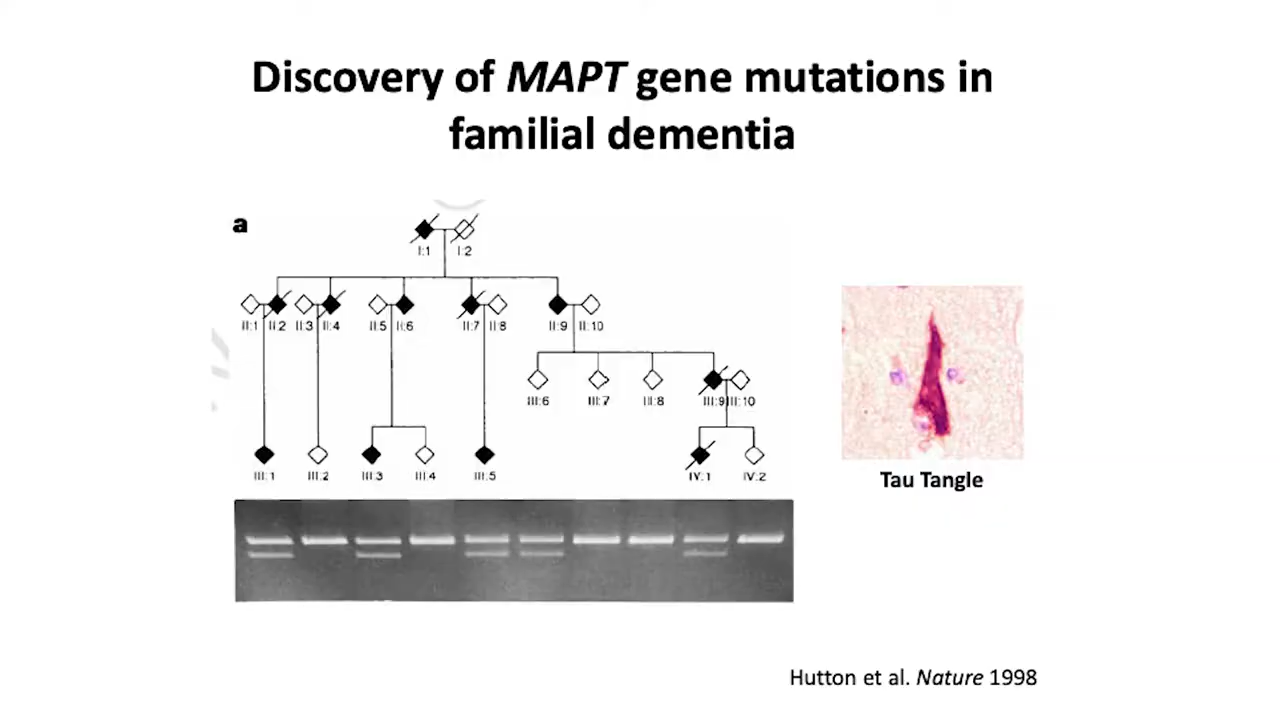 Discovery of MAPT gene mutations in
familial dementia
a
I:1 I:2
II:1 II:2 II:3 II:4 II:5 II:6 II:7 II:8 II:9 II:10
III:6 III:7 III:8 III:9 III:10
III:1 III:2 III:3 III:4 III:5 IV:1 IV:2
Tau Tangle
Hutton et al. Nature 1998